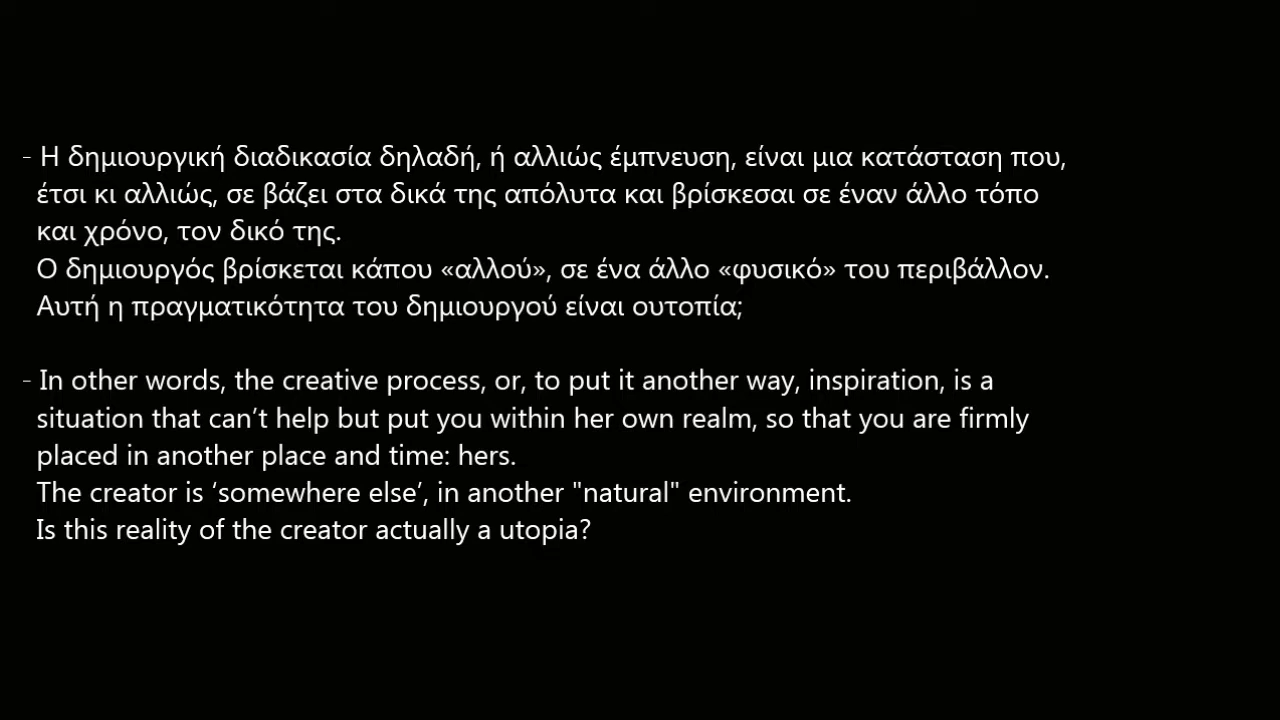 - Η δημιουργική διαδικασία δηλαδή, ή αλλιώς έμπνευση, είναι μια κατάσταση που,
έτσι κι αλλιώς, σε βάζει στα δικά της απόλυτα και βρίσκεσαι σε έναν άλλο τόπο
και χρόνο, τον δικό της.
Ο δημιουργός βρίσκεται κάπου «αλλού», σε ένα άλλο «φυσικό» του περιβάλλον.
Αυτή η πραγματικότητα του δημιουργού είναι ουτοπία;
- In other words, the creative process, or, to put it another way, inspiration, is a
situation that can’t help but put you within her own realm, so that you are firmly
placed in another place and time: hers.
The creator is ‘somewhere else’, in another "natural" environment.
Is this reality of the creator actually a utopia?